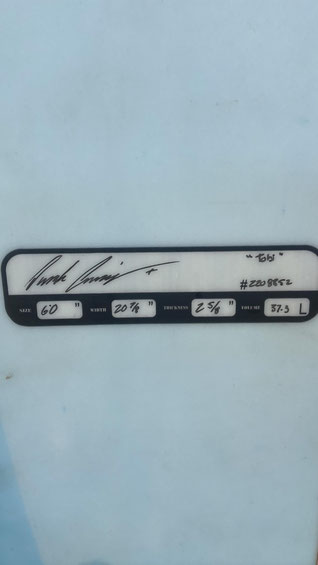 "Tobi"
#2208852
SIZE 6'0 " WIDTH 20 7/8 " THICKNESS 2 5/8 " VOLUME 37.5 L